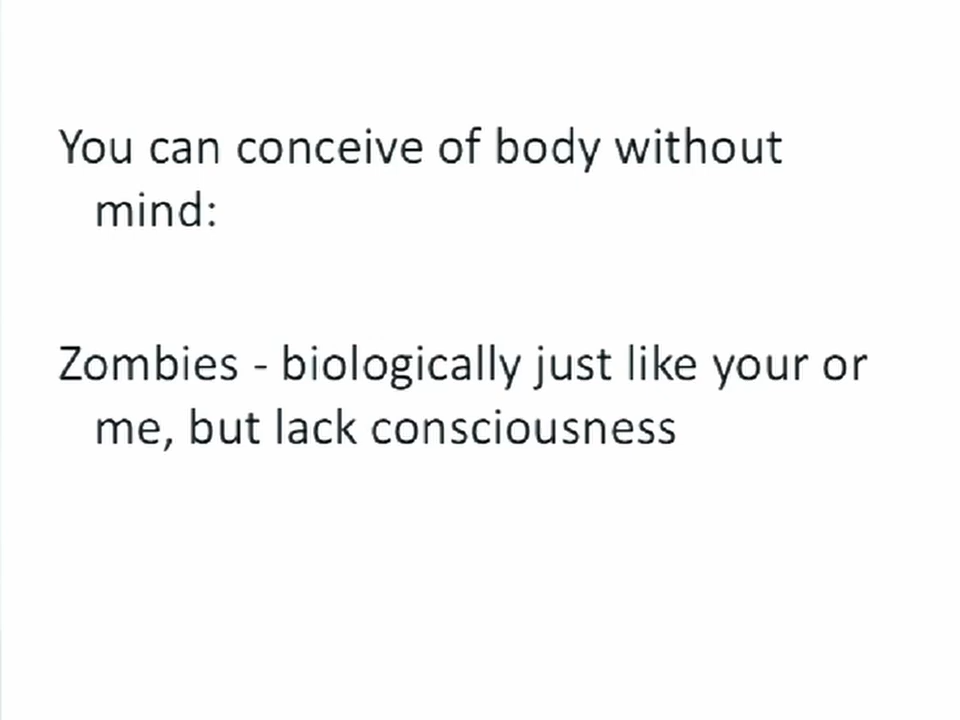 You can conceive of body without
mind:
Zombies - biologically just like your or
me, but lack consciousness